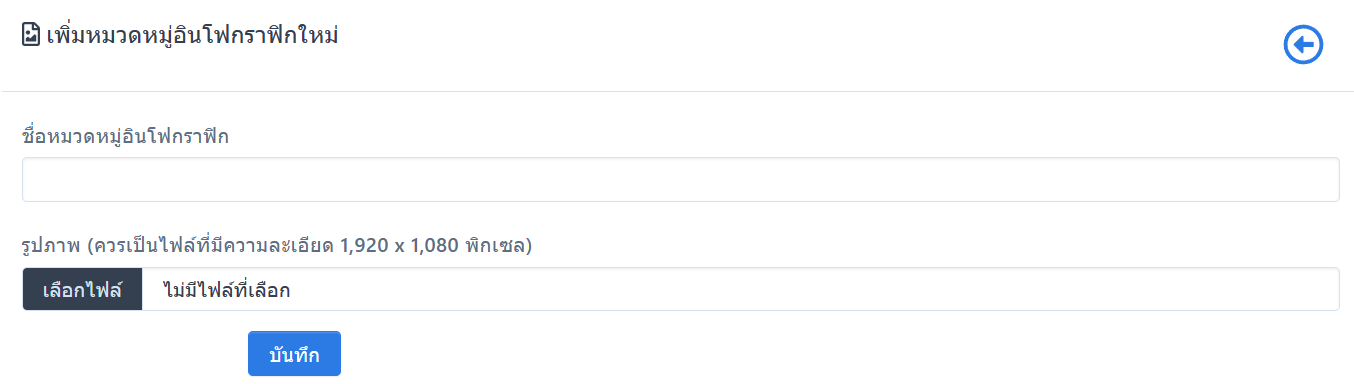 เพิ่มหมวดหมู่อินโฟกราฟิกใหม่
ชื่อหมวดหมู่อินโฟกราฟิก
รูปภาพ (ควรเป็นไฟล์ที่มีความละเอียด 1,920 x 1,080 พิกเซล)
เลือกไฟล์ ไม่มีไฟล์ที่เลือก
บันทึก